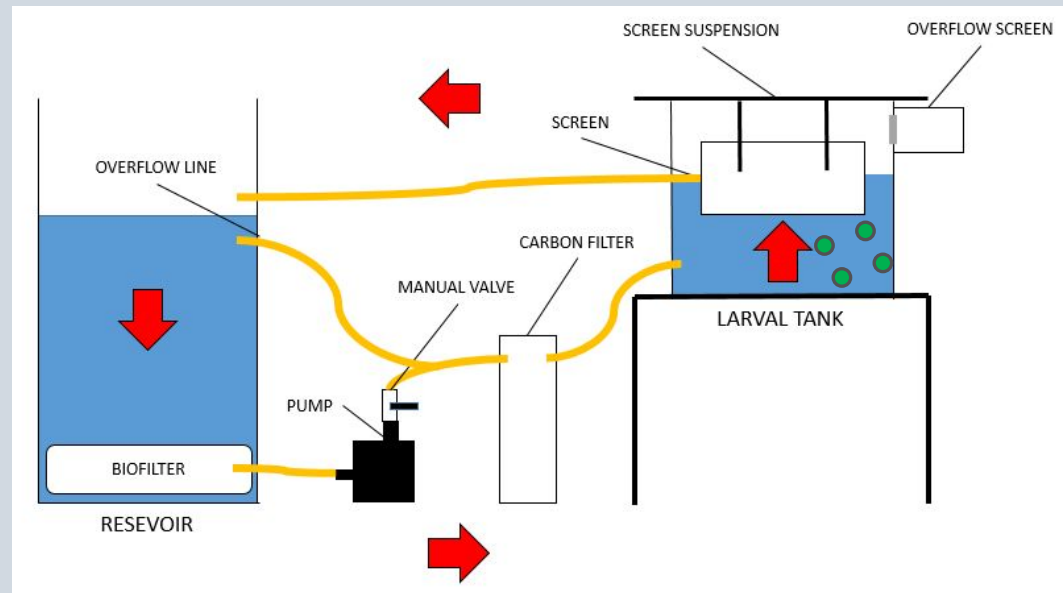 SCREEN SUSPENSION
OVERFLOW SCREEN
SCREEN
OVERFLOW LINE
CARBON FILTER
MANUAL VALVE
LARVAL TANK
PUMP
BIOFILTER
RESEVOIR